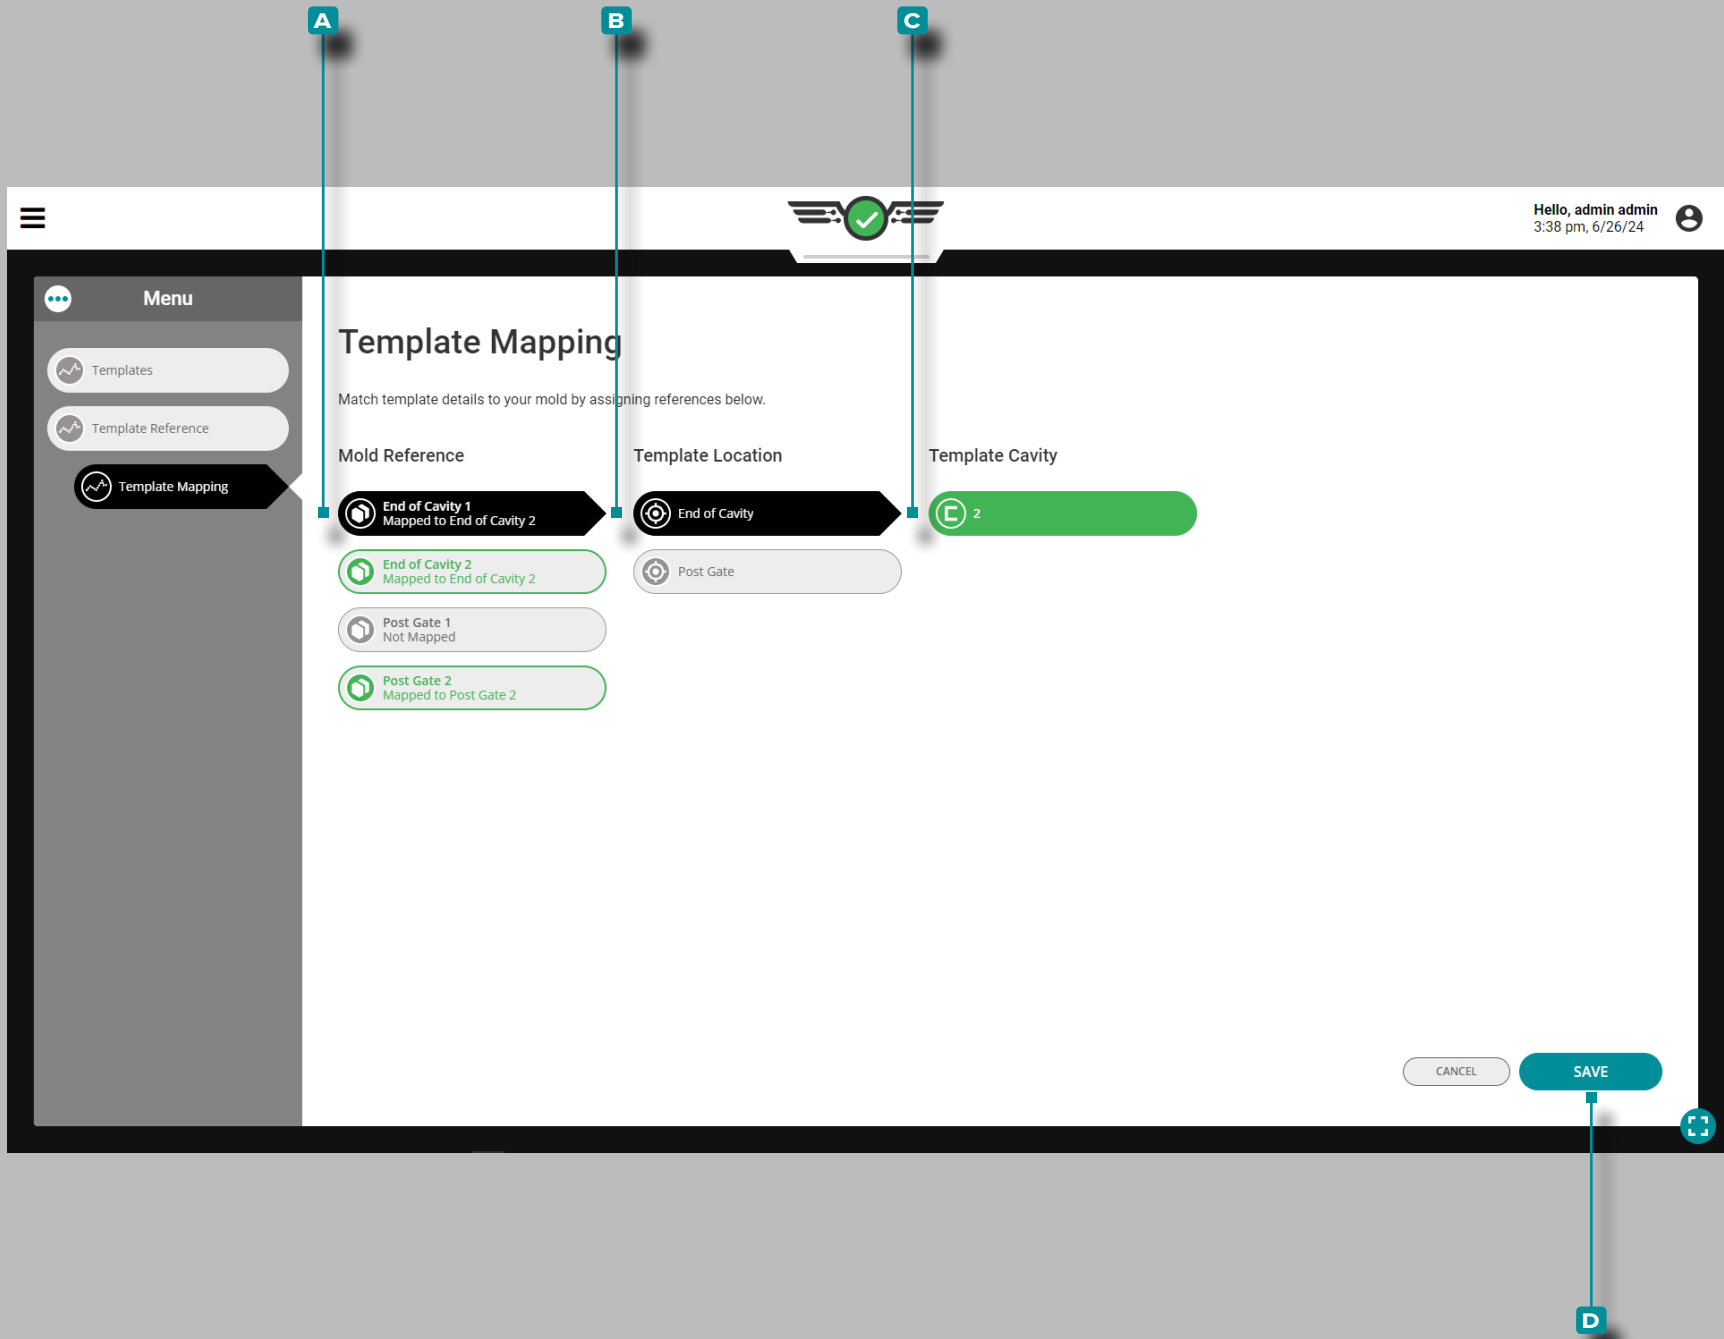 A
B
C
Hello, admin admin
3:38 pm, 6/26/24
Menu
Templates
Template Reference
Template Mapping
Template Mapping
Match template details to your mold by assigning references below.
Mold Reference
End of Cavity 1
Mapped to End of Cavity 2
End of Cavity 2
Mapped to End of Cavity 2
Post Gate 1
Not Mapped
Post Gate 2
Mapped to Post Gate 2
Template Location
End of Cavity
Post Gate
Template Cavity
2
CANCEL
SAVE
D